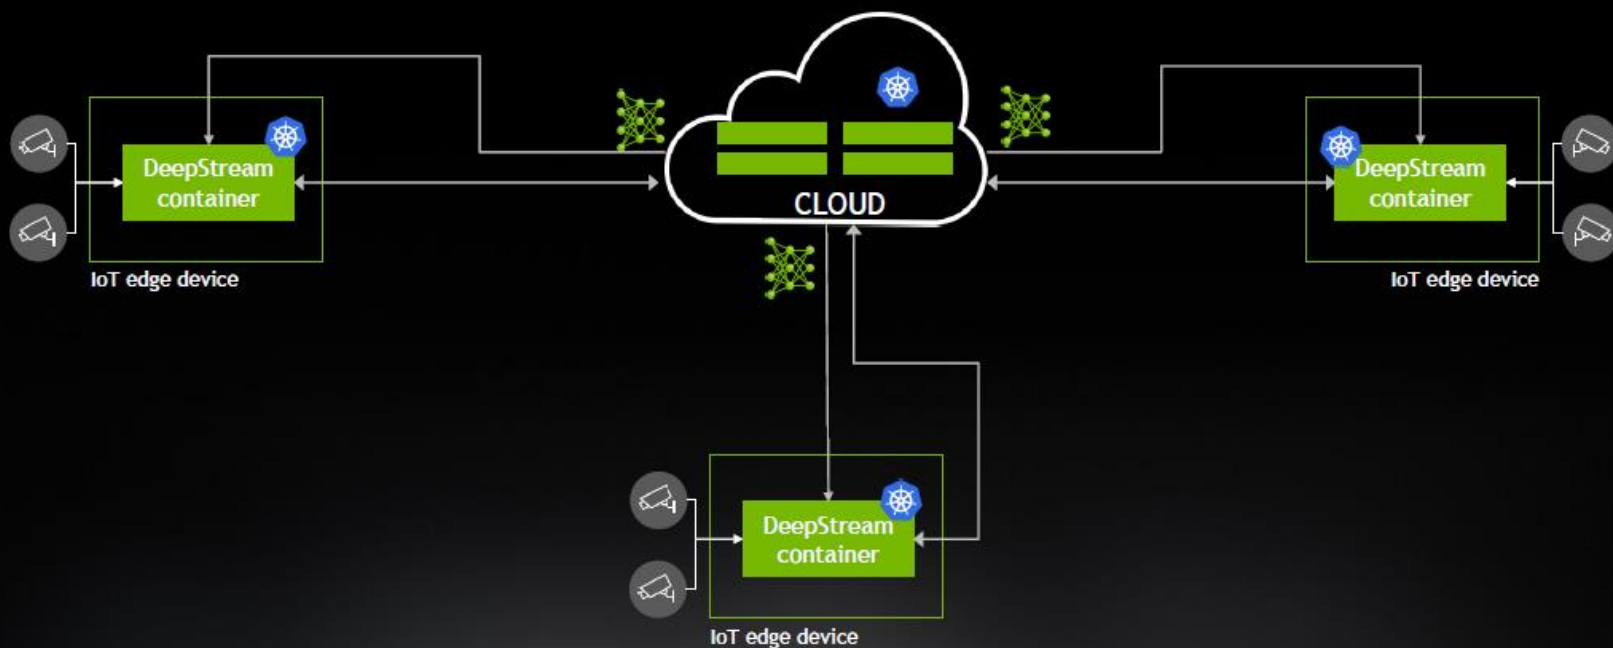 DeepStream
container
IoT edge device
CLOUD
DeepStream
container
IoT edge device
DeepStream
container
IoT edge device